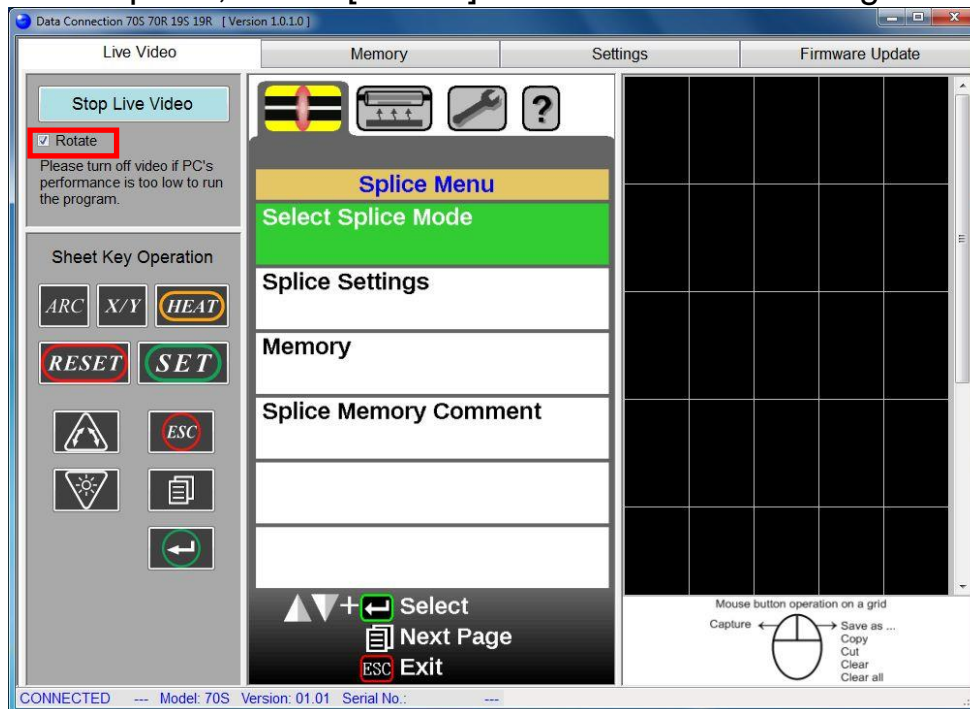 Data Connection 70S 70R 19S 19R [ Version 1.0.1.0 ]
Live Video
Memory
Settings
Firmware Update
Stop Live Video
Rotate
Please turn off video if PC's
performance is too low to run
the program.
Sheet Key Operation
ARC
X/Y
HEAT
RESET
SET
ESC
?
Splice Menu
Select Splice Mode
Splice Settings
Memory
Splice Memory Comment
+ Select
Next Page
ESC Exit
Mouse button operation on a grid
Capture
Save as ...
Copy
Cut
Clear
Clear all
CONNECTED --- Model: 70S Version: 01.01 Serial No.: ---